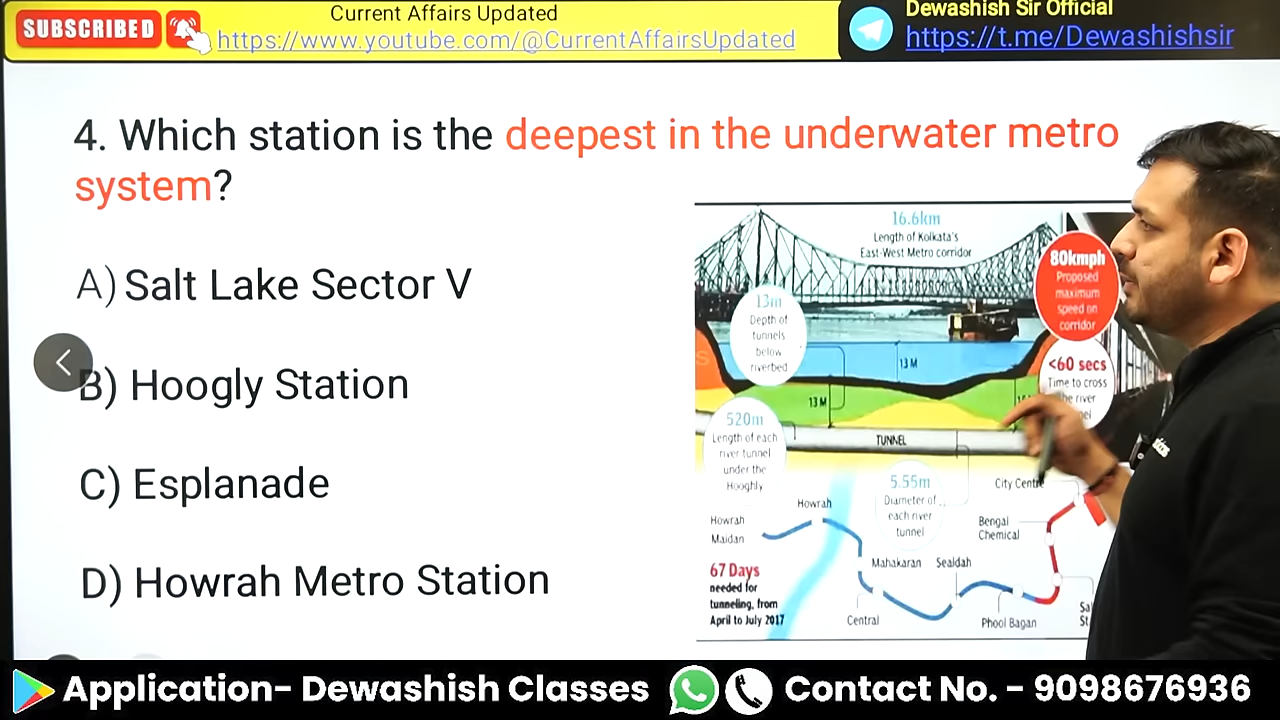 SUBSCRIBED
Current Affairs Updated
https://www.youtube.com/@CurrentAffairsUpdated
Dewashish Sir Official
https://t.me/Dewashishsir
4. Which station is the deepest in the underwater metro
system?
A) Salt Lake Sector V
B) Hoogly Station
C) Esplanade
D) Howrah Metro Station
16.6km
Length of Kolkata's
East-West Metro corridor
80kmph
Proposed
maximum
speed on
corridor
13m
Depth of
tunnels
below
riverbed
13 M
<60 secs
Time to cross
river
13 M
520m
Length of each
river tunnel
under the
Hooghly
TUNNEL
5.55m
Diameter of
each river
tunnel
City Centre
Howrah
Howrah
Maidan
Bengal
Chemical
Mahakaran
Sealdah
67 Days
needed for
tunneling, from
April to July 2017
Central
Phool Bagan
Application- Dewashish Classes
Contact No. - 9098676936